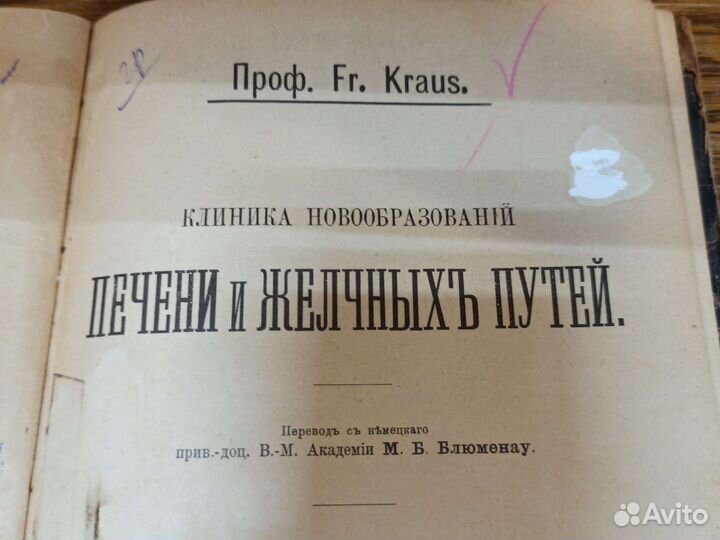 Проф. Fr. Kraus.
КЛИНИКА НОВООБРАЗОВАНІЙ
ПЕЧЕНИ и ЖЕЛЧНЫХЪ ПУТЕЙ.
Переводъ съ нѣмецкаго
прив.-доц. В.-М. Академіи М. Б. Блюменау.
Avito